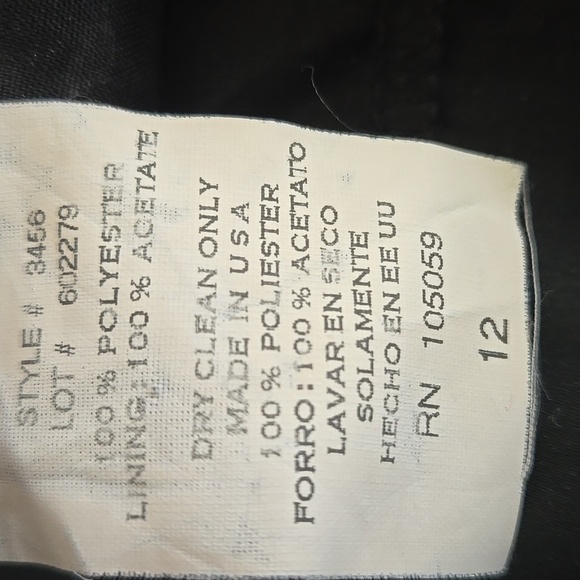 STYLE # 3456
LOT # 602279
100 % POLYESTER
LINING: 100 % ACETATE
DRY CLEAN ONLY
MADE IN U S A
100 % POLIESTER
FORRO : 100 % ACETATO
LAVAR EN SECO
SOLAMENTE
HECHO EN EE UU
RN 105059
12